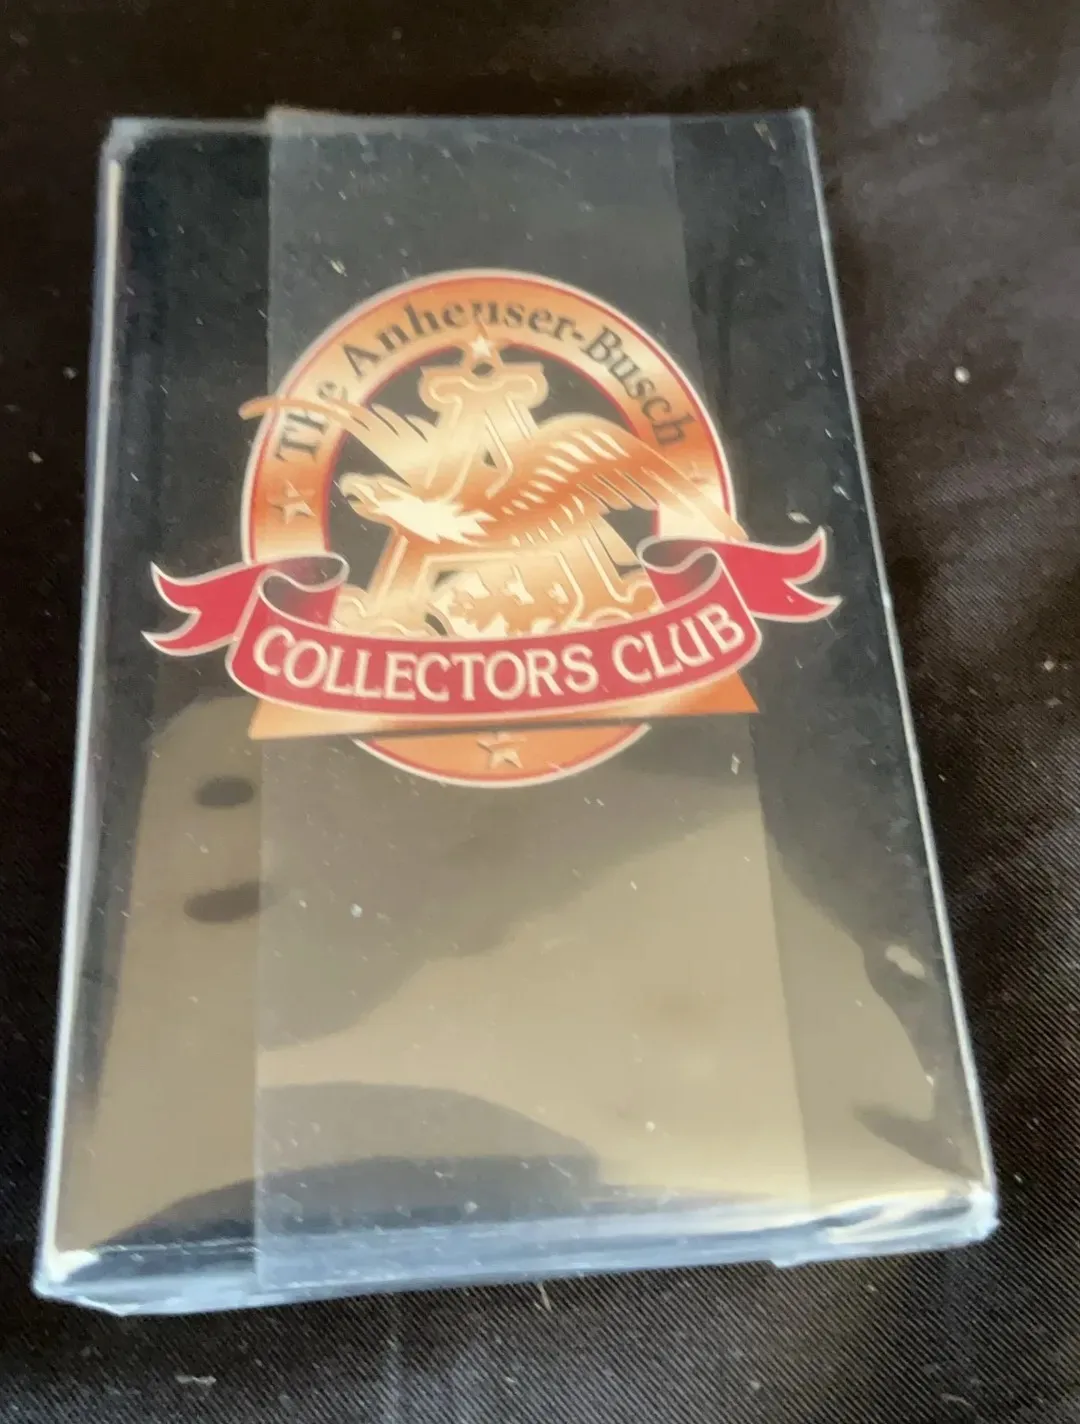 The Anheuser-Busch
A
COLLECTORS CLUB